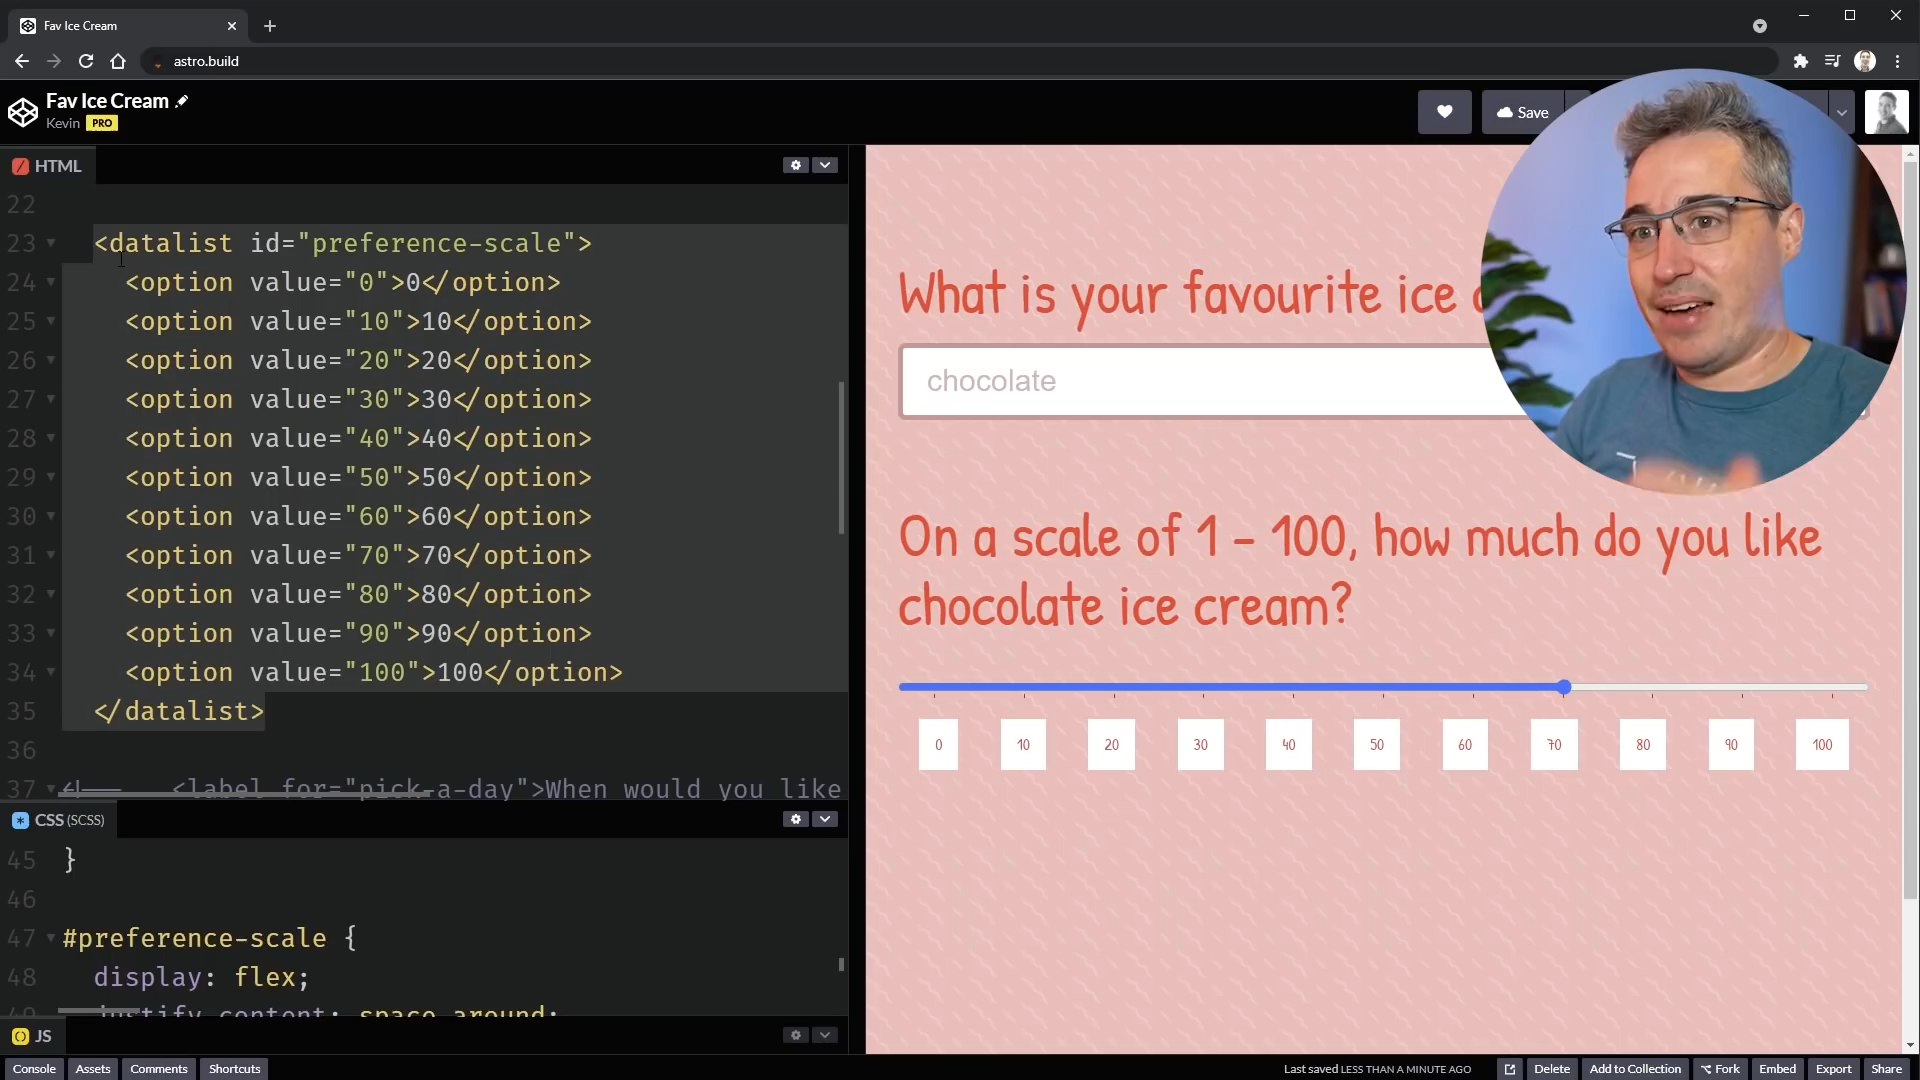 Fav Ice Cream
astro.build
Fav Ice Cream
Kevin PRO
Save
HTML
22
23 <datalist id="preference-scale">
24 <option value="0">0</option>
25 <option value="10">10</option>
26 <option value="20">20</option>
27 <option value="30">30</option>
28 <option value="40">40</option>
29 <option value="50">50</option>
30 <option value="60">60</option>
31 <option value="70">70</option>
32 <option value="80">80</option>
33 <option value="90">90</option>
34 <option value="100">100</option>
35 </datalist>
36
37 <!-- <label for="pick-a-day">When would you like
CSS (SCSS)
45 }
46
47 #preference-scale {
48 display: flex;
49 justify-content: space-around;
JS
What is your favourite ice
chocolate
On a scale of 1 - 100, how much do you like
chocolate ice cream?
0 10 20 30 40 50 60 70 80 90 100
Console Assets Comments Shortcuts
Last saved LESS THAN A MINUTE AGO
Delete Add to Collection Fork Embed Export Share